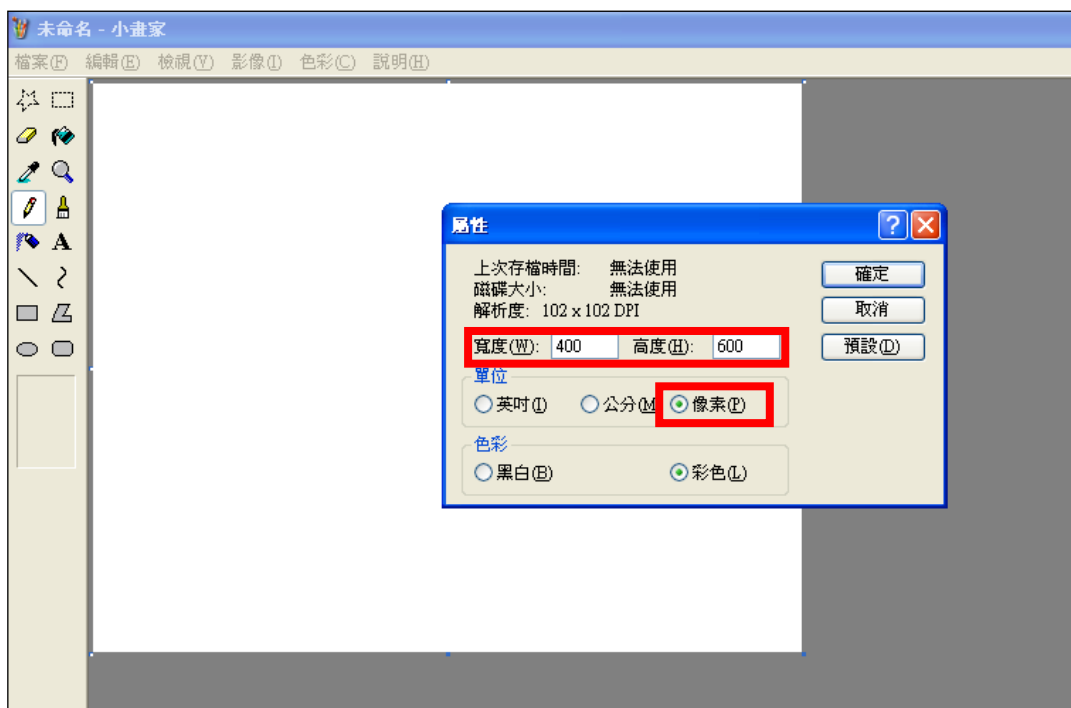 未命名 - 小畫家
檔案(F) 編輯(E) 檢視(V) 影像(I) 色彩(C) 說明(H)
A
屬性
?
上次存檔時間: 無法使用
磁碟大小: 無法使用
解析度: 102 x 102 DPI
寬度(W): 400 高度(H): 600
單位
英吋(I) 公分(M 像素(P)
色彩
黑白(B) 彩色(L)
確定
取消
預設(D)